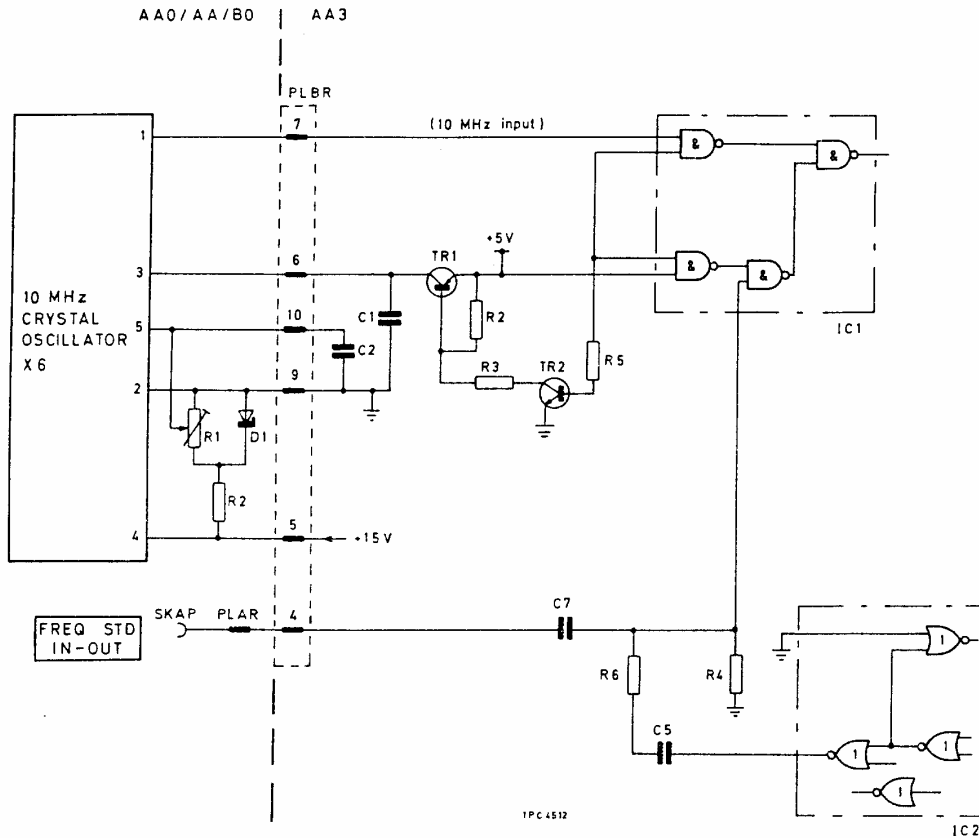 AA0/AA/B0
AA3
PLBR
7
1
(10 MHz input)
&
&
6
+5V
TR1
3
&
&
10 MHz
CRYSTAL
OSCILLATOR
X6
10
5
C1
R2
IC1
C2
9
R3
TR2
R5
2
R1
D1
R2
5
4
+15V
C7
SKAP
PLAR
4
FREQ STD
IN-OUT
R6
R4
1
C5
1
1
1
TPC4512
IC2